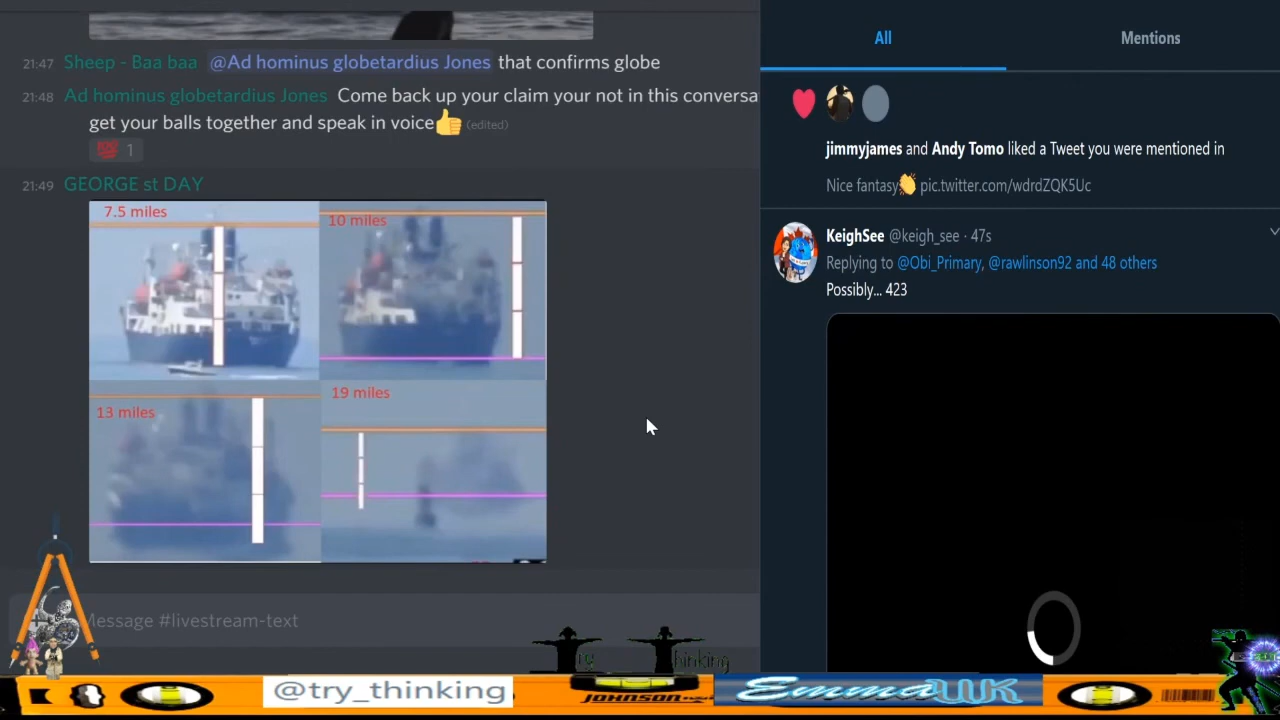 21:47 Sheep - Baa baa @Ad hominus globetardius Jones that confirms globe
21:48 Ad hominus globetardius Jones Come back up your claim your not in this conversa
get your balls together and speak in voice👍 (edited)
💯 1
21:49 GEORGE st DAY
7.5 miles
10 miles
13 miles
19 miles
Message #livestream-text
All
Mentions
jimmyjames and Andy Tomo liked a Tweet you were mentioned in
Nice fantasy👏 pic.twitter.com/wdrdZQK5Uc
KeighSee @keigh_see · 47s
Replying to @Obi_Primary, @rawlinson92 and 48 others
Possibly... 423
@try_thinking
JOHNSON
EmmaUK